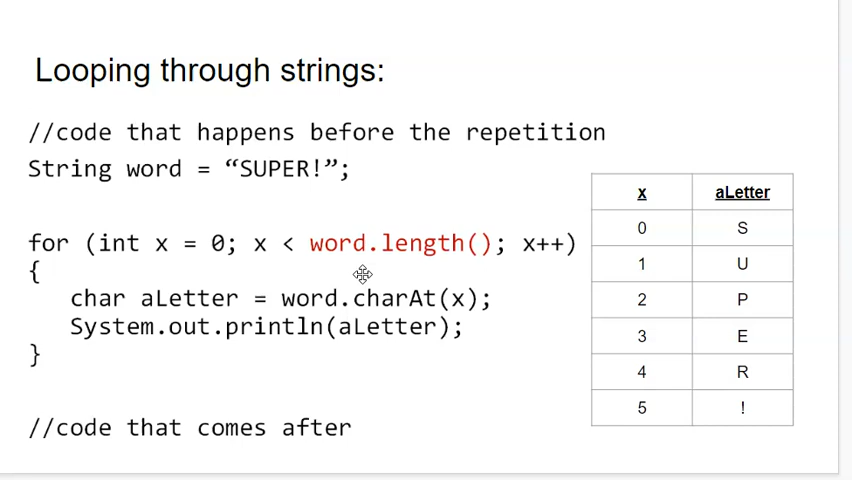 Looping through strings:
//code that happens before the repetition
String word = “SUPER!”;
for (int x = 0; x < word.length(); x++)
{
char aLetter = word.charAt(x);
System.out.println(aLetter);
}
//code that comes after
x aLetter
0 S
1 U
2 P
3 E
4 R
5 !